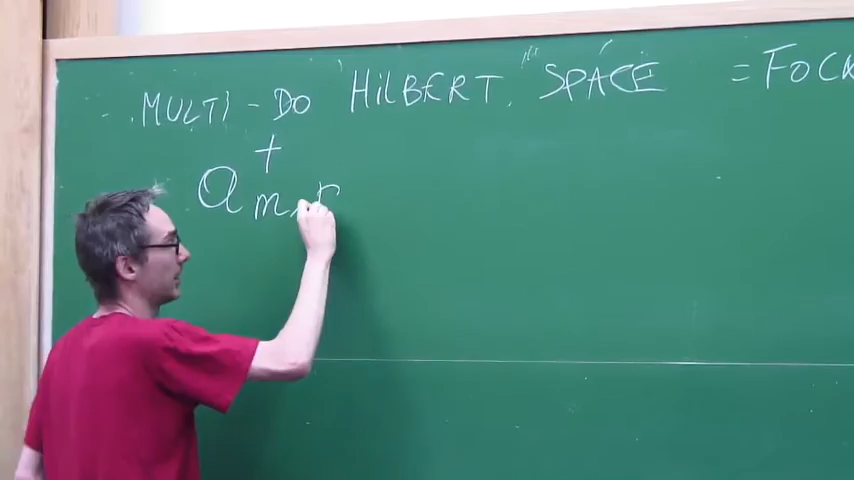 MULTI - DO HILBERT "SPACE = FOCK
a+ m,r